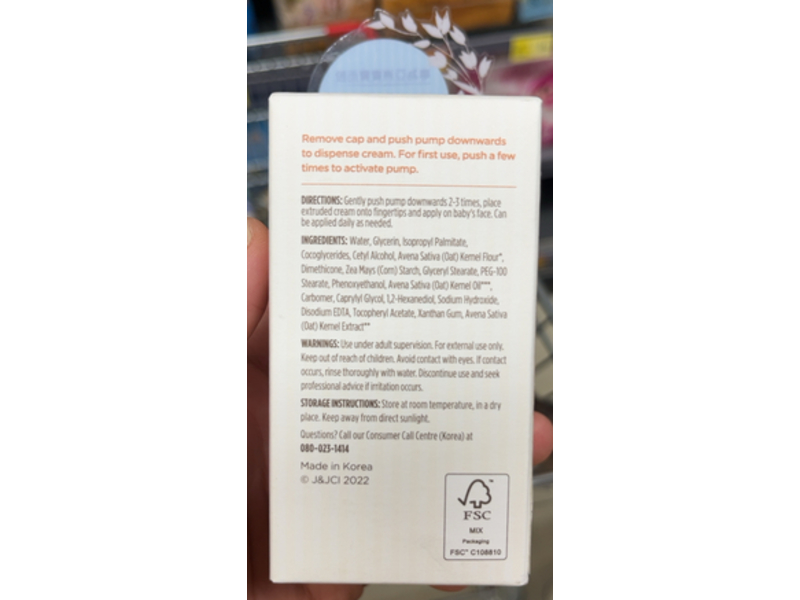 Remove cap and push pump downwards
to dispense cream. For first use, push a few
times to activate pump.
DIRECTIONS: Gently push pump downwards 2-3 times, place
extruded cream onto fingertips and apply on baby's face. Can
be applied daily as needed.
INGREDIENTS: Water, Glycerin, Isopropyl Palmitate,
Cocoglycerides, Cetyl Alcohol, Avena Sativa (Oat) Kernel Flour*,
Dimethicone, Zea Mays (Corn) Starch, Glyceryl Stearate, PEG-100
Stearate, Phenoxyethanol, Avena Sativa (Oat) Kernel Oil***,
Carbomer, Caprylyl Glycol, 1,2-Hexanediol, Sodium Hydroxide,
Disodium EDTA, Tocopheryl Acetate, Xanthan Gum, Avena Sativa
(Oat) Kernel Extract**
WARNINGS: Use under adult supervision. For external use only.
Keep out of reach of children. Avoid contact with eyes. If contact
occurs, rinse thoroughly with water. Discontinue use and seek
professional advice if irritation occurs.
STORAGE INSTRUCTIONS: Store at room temperature, in a dry
place. Keep away from direct sunlight.
Questions? Call our Consumer Call Centre (Korea) at
080-023-1414
Made in Korea
© J&JCI 2022
™
FSC
MIX
Packaging
FSC™ C108810